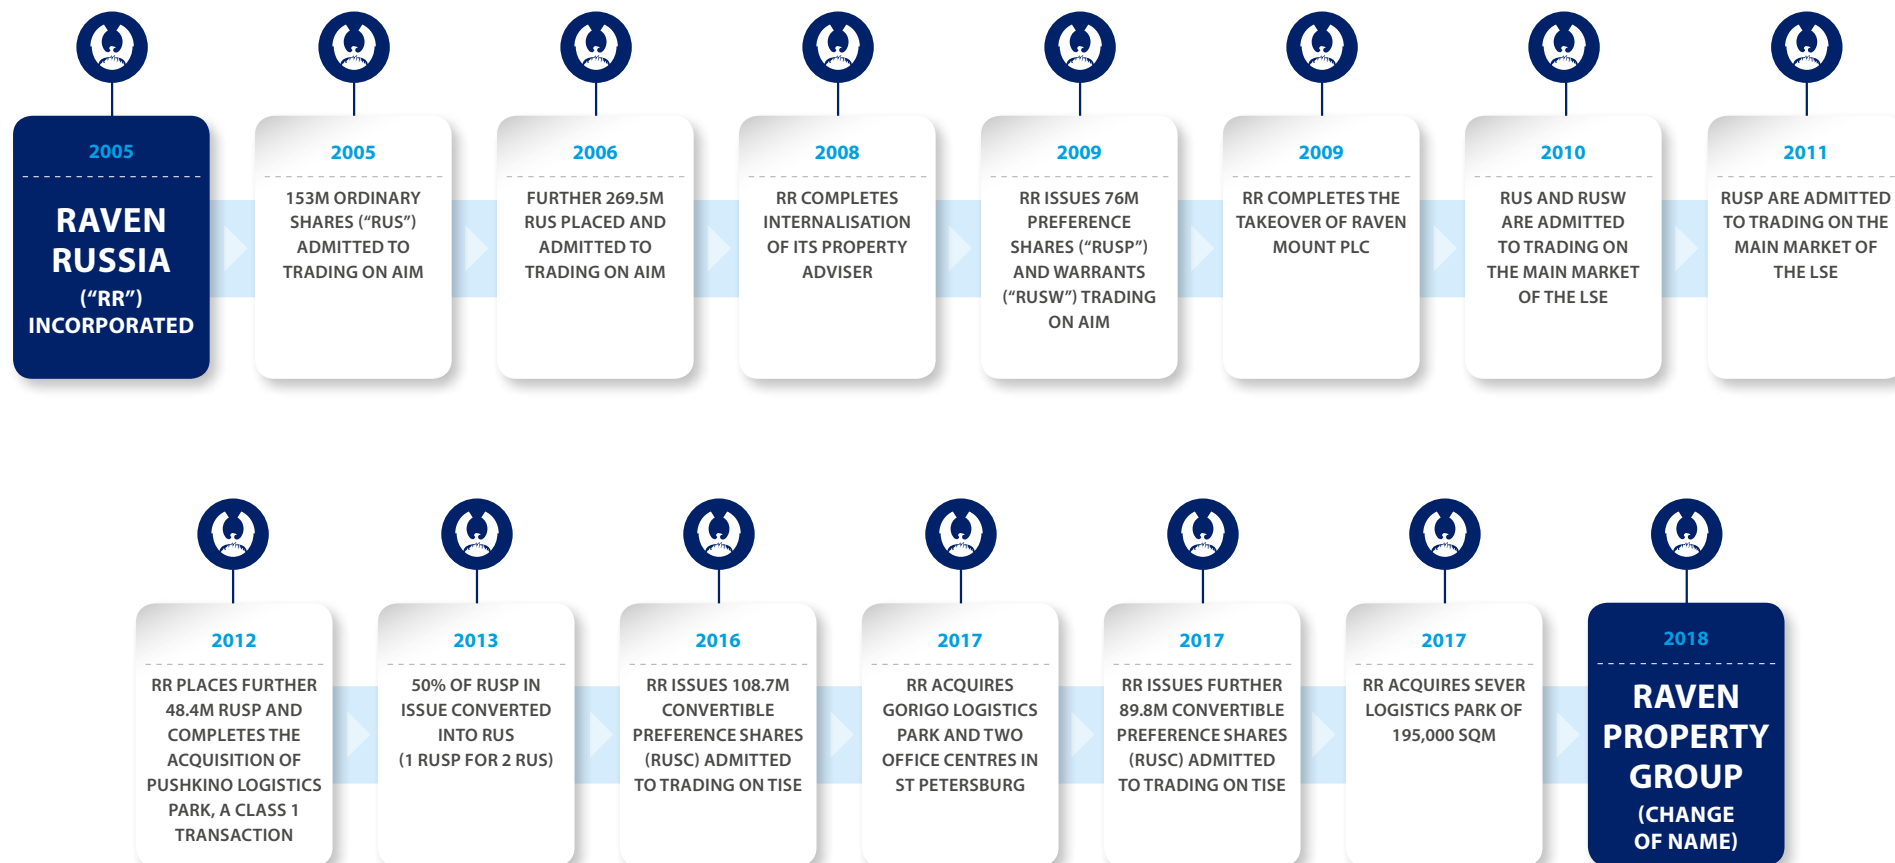 2005
RAVEN
RUSSIA
(“RR”)
INCORPORATED
2005
153M ORDINARY
SHARES (“RUS”)
ADMITTED TO
TRADING ON AIM
2006
FURTHER 269.5M
RUS PLACED AND
ADMITTED TO
TRADING ON AIM
2008
RR COMPLETES
INTERNALISATION
OF ITS PROPERTY
ADVISER
2009
RR ISSUES 76M
PREFERENCE
SHARES (“RUSP”)
AND WARRANTS
(“RUSW”) TRADING
ON AIM
2009
RR COMPLETES THE
TAKEOVER OF RAVEN
MOUNT PLC
2010
RUS AND RUSW
ARE ADMITTED
TO TRADING ON
THE MAIN MARKET
OF THE LSE
2011
RUSP ARE ADMITTED
TO TRADING ON THE
MAIN MARKET OF
THE LSE
2012
RR PLACES FURTHER
48.4M RUSP AND
COMPLETES THE
ACQUISITION OF
PUSHKINO LOGISTICS
PARK, A CLASS 1
TRANSACTION
2013
50% OF RUSP IN
ISSUE CONVERTED
INTO RUS
(1 RUSP FOR 2 RUS)
2016
RR ISSUES 108.7M
CONVERTIBLE
PREFERENCE SHARES
(RUSC) ADMITTED
TO TRADING ON TISE
2017
RR ACQUIRES
GORIGO LOGISTICS
PARK AND TWO
OFFICE CENTRES IN
ST PETERSBURG
2017
RR ISSUES FURTHER
89.8M CONVERTIBLE
PREFERENCE SHARES
(RUSC) ADMITTED
TO TRADING ON TISE
2017
RR ACQUIRES SEVER
LOGISTICS PARK OF
195,000 SQM
2018
RAVEN
PROPERTY
GROUP
(CHANGE
OF NAME)